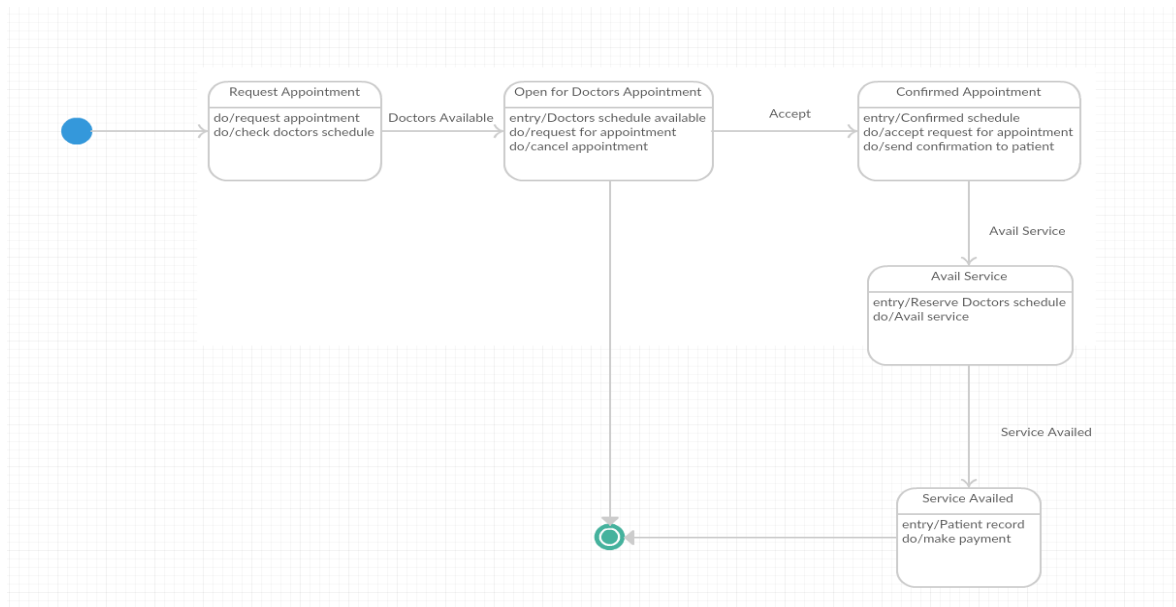 Request Appointment
do/request appointment
do/check doctors schedule
Doctors Available
Open for Doctors Appointment
entry/Doctors schedule available
do/request for appointment
do/cancel appointment
Accept
Confirmed Appointment
entry/Confirmed schedule
do/accept request for appointment
do/send confirmation to patient
Avail Service
Avail Service
entry/Reserve Doctors schedule
do/Avail service
Service Availed
Service Availed
entry/Patient record
do/make payment